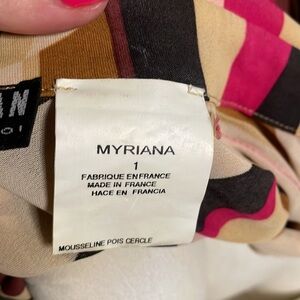 MYRIANA
1
FABRIQUE EN FRANCE
MADE IN FRANCE
HACE EN FRANCIA
MOUSSELINE POIS CERCLE